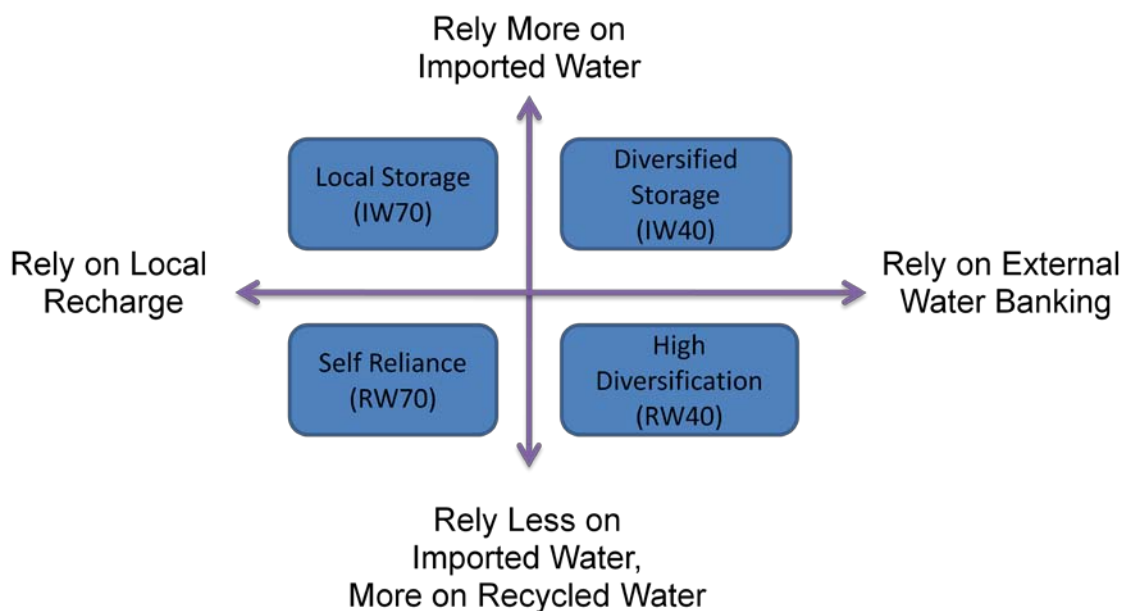 Rely More on
Imported Water
Local Storage
(IW70)
Diversified
Storage
(IW40)
Rely on Local
Recharge
Rely on External
Water Banking
Self Reliance
(RW70)
High
Diversification
(RW40)
Rely Less on
Imported Water,
More on Recycled Water